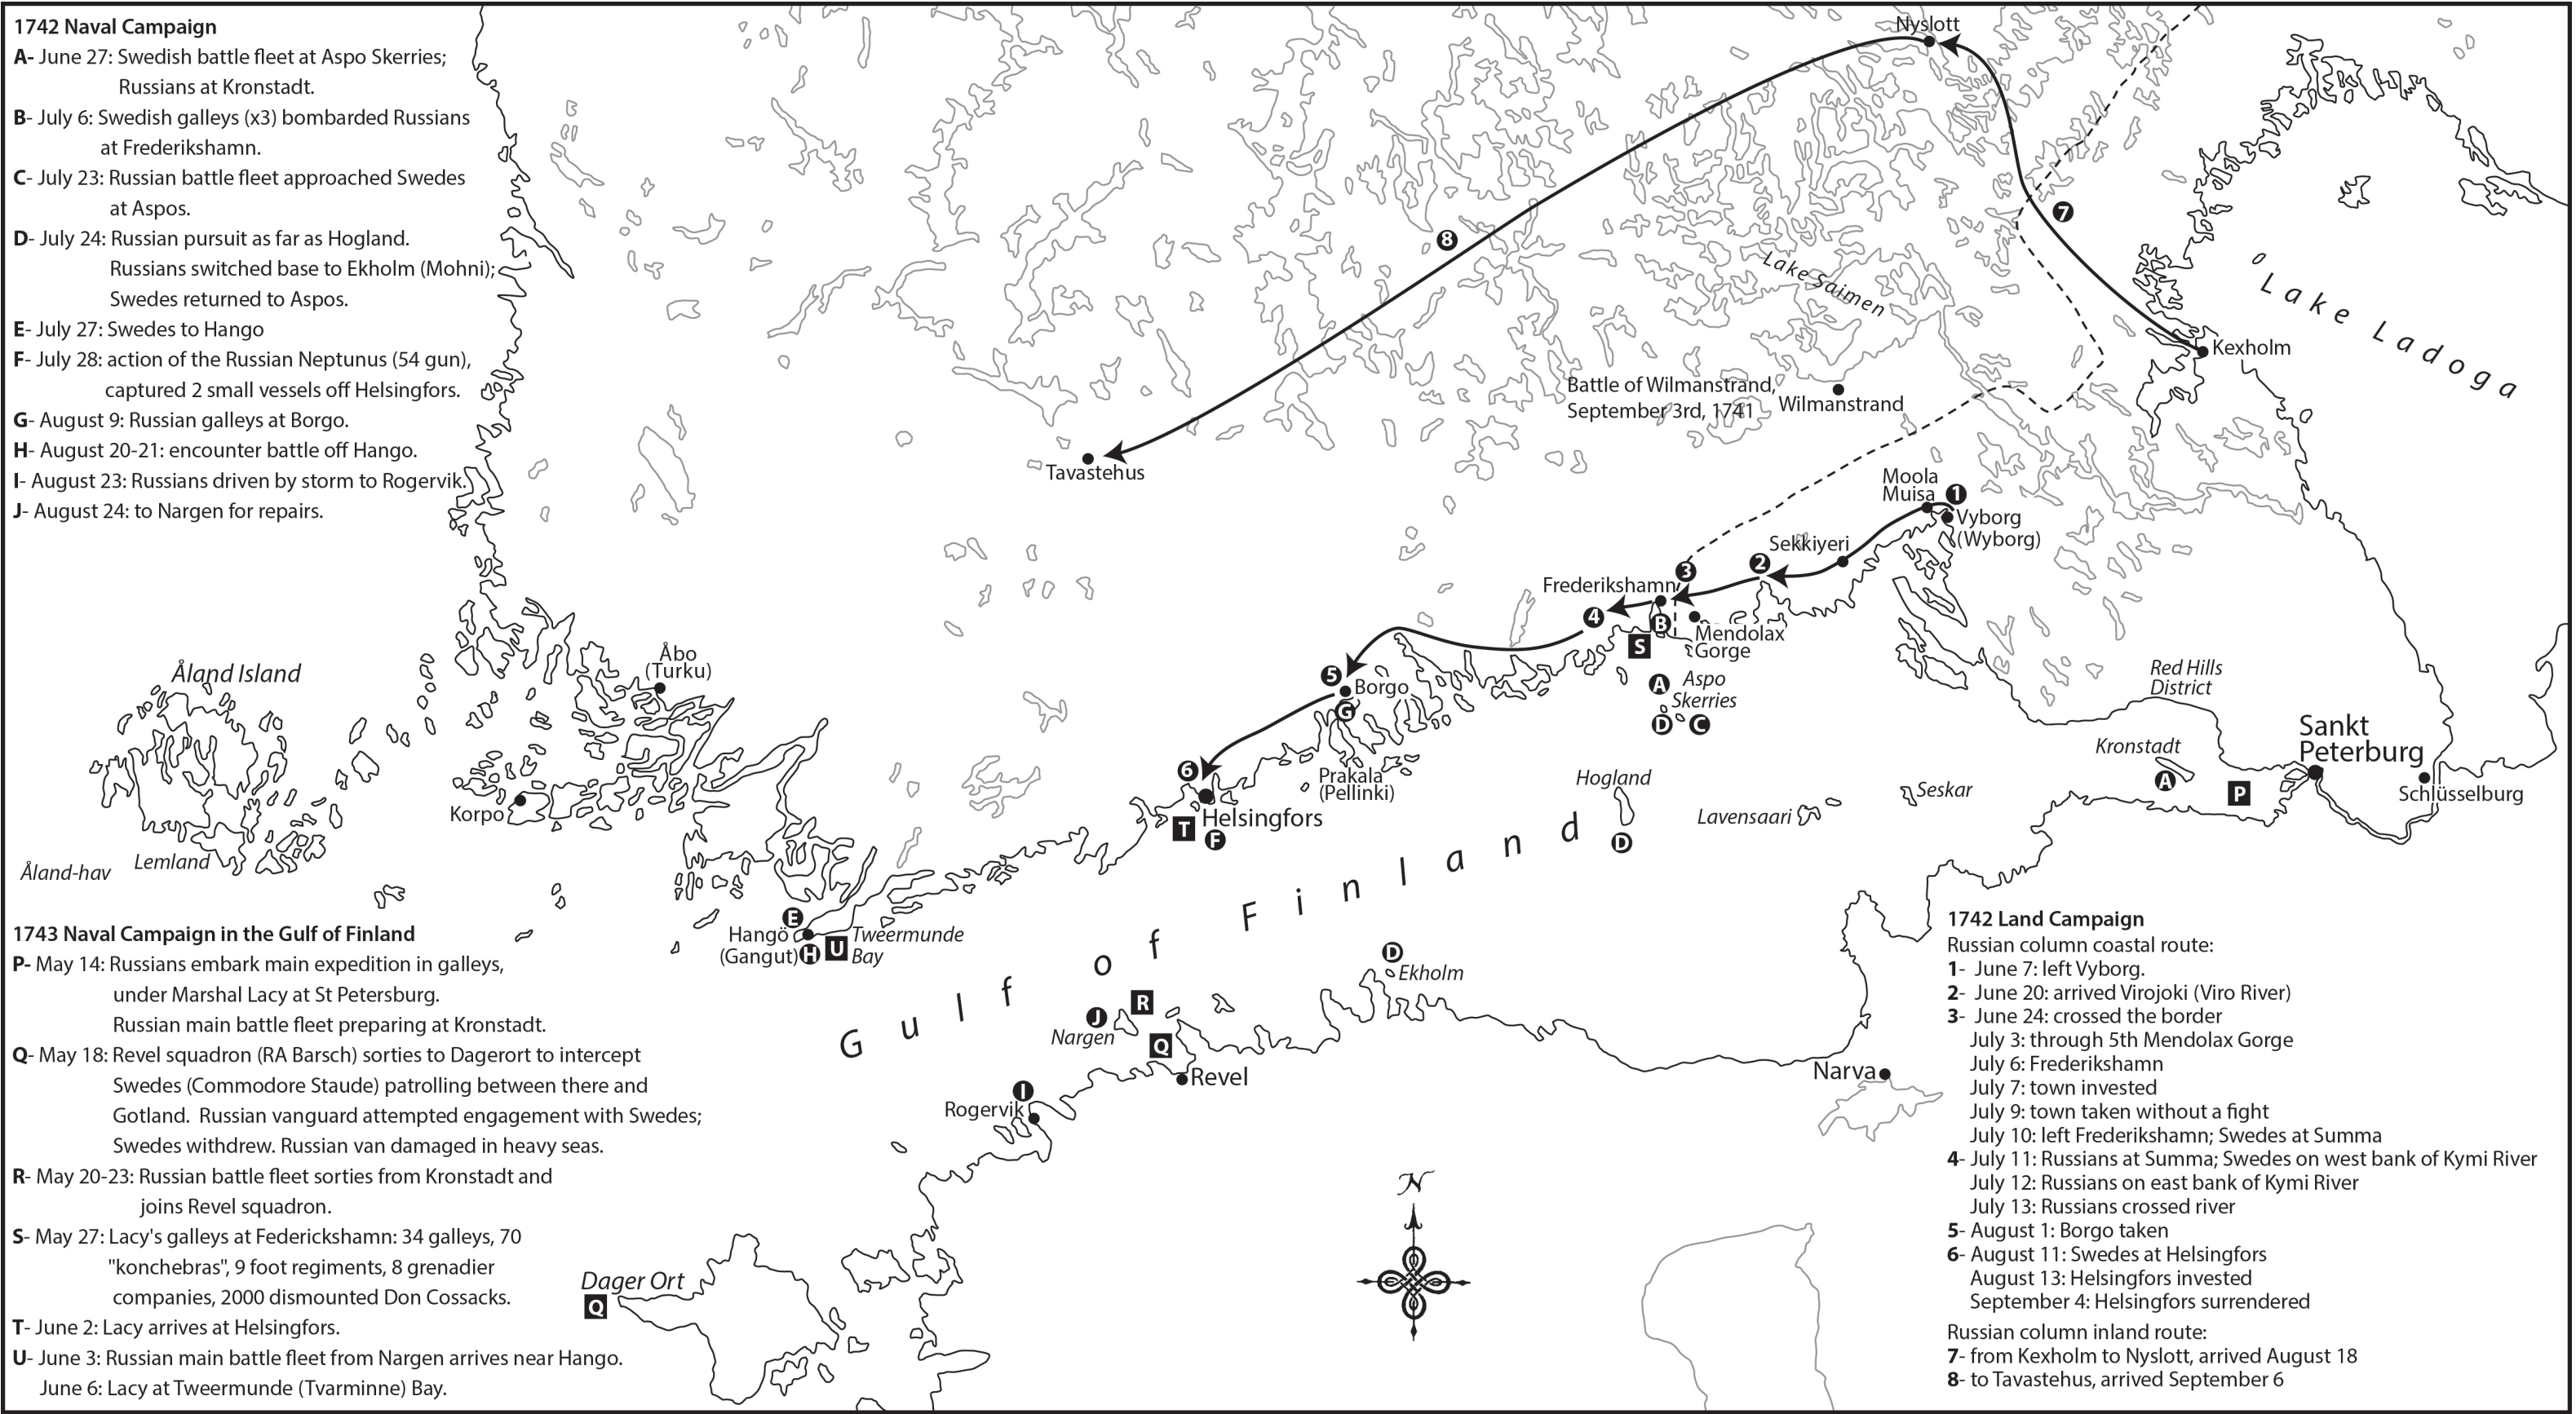 1742 Naval Campaign
A- June 27: Swedish battle fleet at Aspo Skerries;
Russians at Kronstadt.
B- July 6: Swedish galleys (x3) bombarded Russians
at Frederikshamn.
C- July 23: Russian battle fleet approached Swedes
at Aspos.
D- July 24: Russian pursuit as far as Hogland.
Russians switched base to Ekholm (Mohni);
Swedes returned to Aspos.
E- July 27: Swedes to Hango
F- July 28: action of the Russian Neptunus (54 gun),
captured 2 small vessels off Helsingfors.
G- August 9: Russian galleys at Borgo.
H- August 20-21: encounter battle off Hango.
I- August 23: Russians driven by storm to Rogervik.
J- August 24: to Nargen for repairs.
Nyslott
7
8
Lake Saimen
Lake Ladoga
Kexholm
Battle of Wilmanstrand,
September 3rd, 1741
Wilmanstrand
Tavastehus
Moola
Muisa
1
Vyborg
(Wyborg)
Sekkiyeri
2
3
Frederikshamn
4
B
S
Mendolax
Gorge
A
Aspo
Skerries
D
C
5
Borgo
G
Prakala
(Pellinki)
6
Helsingfors
T
F
Åbo
(Turku)
Åland Island
Korpo
Lemland
Åland-hav
Red Hills
District
Sankt
Peterburg
Kronstadt
A
P
Schlüsselburg
Hogland
D
Lavensaari
Seskar
Gulf of Finland
E
Hangö
(Gangut)
H
U
Tweermunde
Bay
D
Ekholm
R
J
Nargen
Q
Revel
I
Rogervik
Narva
Dager Ort
Q
N
1743 Naval Campaign in the Gulf of Finland
P- May 14: Russians embark main expedition in galleys,
under Marshal Lacy at St Petersburg.
Russian main battle fleet preparing at Kronstadt.
Q- May 18: Revel squadron (RA Barsch) sorties to Dagerort to intercept
Swedes (Commodore Staude) patrolling between there and
Gotland. Russian vanguard attempted engagement with Swedes;
Swedes withdrew. Russian van damaged in heavy seas.
R- May 20-23: Russian battle fleet sorties from Kronstadt and
joins Revel squadron.
S- May 27: Lacy's galleys at Federickshamn: 34 galleys, 70
"konchebras", 9 foot regiments, 8 grenadier
companies, 2000 dismounted Don Cossacks.
T- June 2: Lacy arrives at Helsingfors.
U- June 3: Russian main battle fleet from Nargen arrives near Hango.
June 6: Lacy at Tweermunde (Tvarminne) Bay.
1742 Land Campaign
Russian column coastal route:
1- June 7: left Vyborg.
2- June 20: arrived Virojoki (Viro River)
3- June 24: crossed the border
July 3: through 5th Mendolax Gorge
July 6: Frederikshamn
July 7: town invested
July 9: town taken without a fight
July 10: left Frederikshamn; Swedes at Summa
4- July 11: Russians at Summa; Swedes on west bank of Kymi River
July 12: Russians on east bank of Kymi River
July 13: Russians crossed river
5- August 1: Borgo taken
6- August 11: Swedes at Helsingfors
August 13: Helsingfors invested
September 4: Helsingfors surrendered
Russian column inland route:
7- from Kexholm to Nyslott, arrived August 18
8- to Tavastehus, arrived September 6